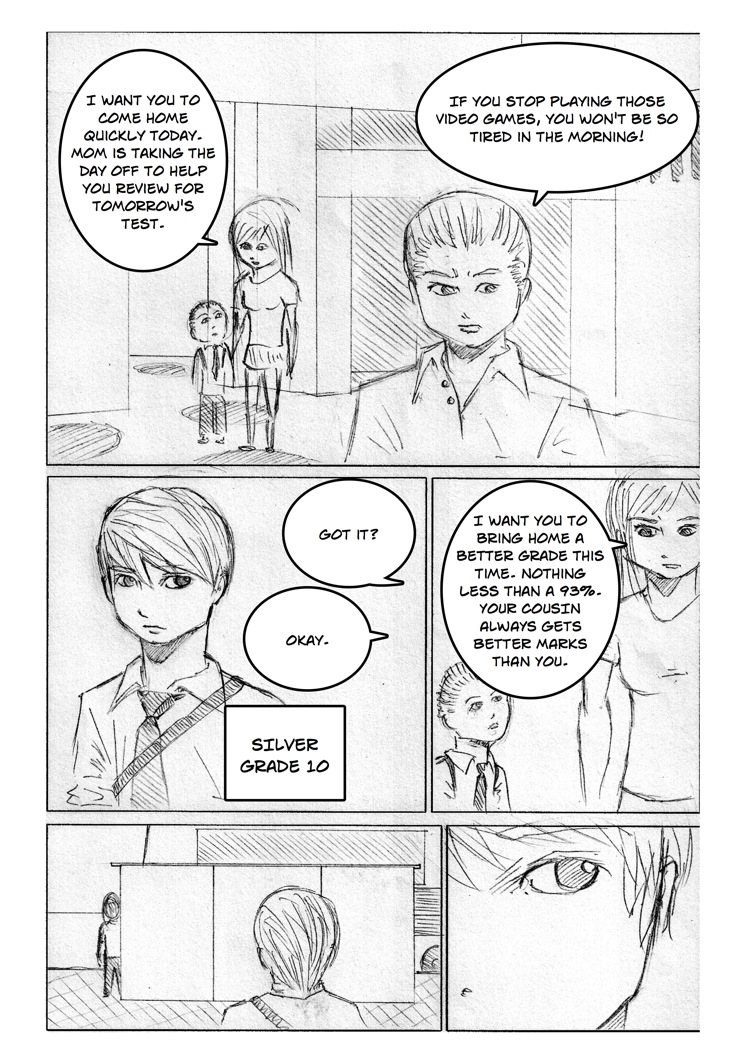 I WANT YOU TO
COME HOME
QUICKLY TODAY.
MOM IS TAKING THE
DAY OFF TO HELP
YOU REVIEW FOR
TOMORROW'S
TEST.
IF YOU STOP PLAYING THOSE
VIDEO GAMES, YOU WON'T BE SO
TIRED IN THE MORNING!
GOT IT?
OKAY.
SILVER
GRADE 10
I WANT YOU TO
BRING HOME A
BETTER GRADE THIS
TIME. NOTHING
LESS THAN A 93%.
YOUR COUSIN
ALWAYS GETS
BETTER MARKS
THAN YOU.